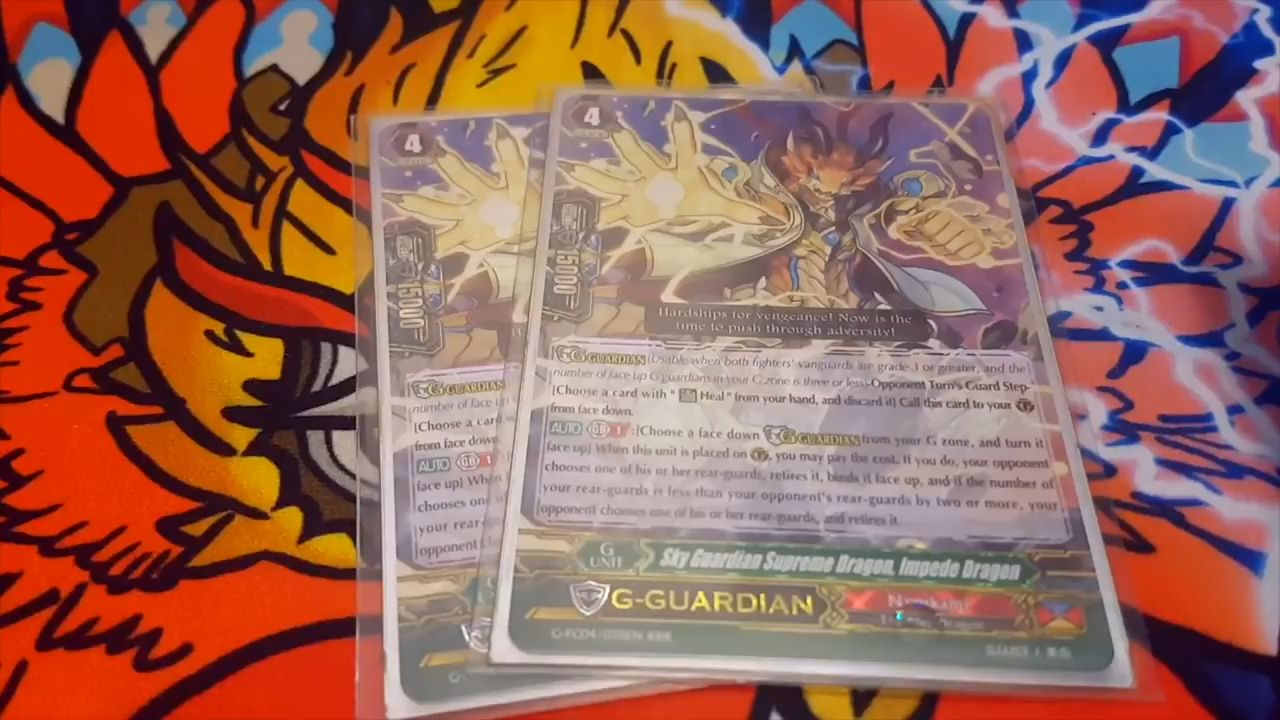 4
15000
GUARDIAN
number of face up
[Choose a card
from face down.
AUTO GB 1
face up] When
chooses one
your rear-
opponent
4
15000
Hardships for vengeance! Now is the
time to push through adversity!
G GUARDIAN (Usable when both fighters' vanguards are grade 3 or greater, and the
number of face up G guardians in your G zone is three or less)-Opponent Turn's Guard Step-
[Choose a card with "Heal" from your hand, and discard it] Call this card to your
from face down.
AUTO GB 1 :[Choose a face down G GUARDIAN from your G zone, and turn it
face up] When this unit is placed on , you may pay the cost. If you do, your opponent
chooses one of his or her rear-guards, retires it, binds it face up, and if the number of
your rear-guards is less than your opponent's rear-guards by two or more, your
opponent chooses one of his or her rear-guards, and retires it.
G UNIT
Sky Guardian Supreme Dragon, Impede Dragon
G-GUARDIAN
Narukami
Thunder Dragon
RRR